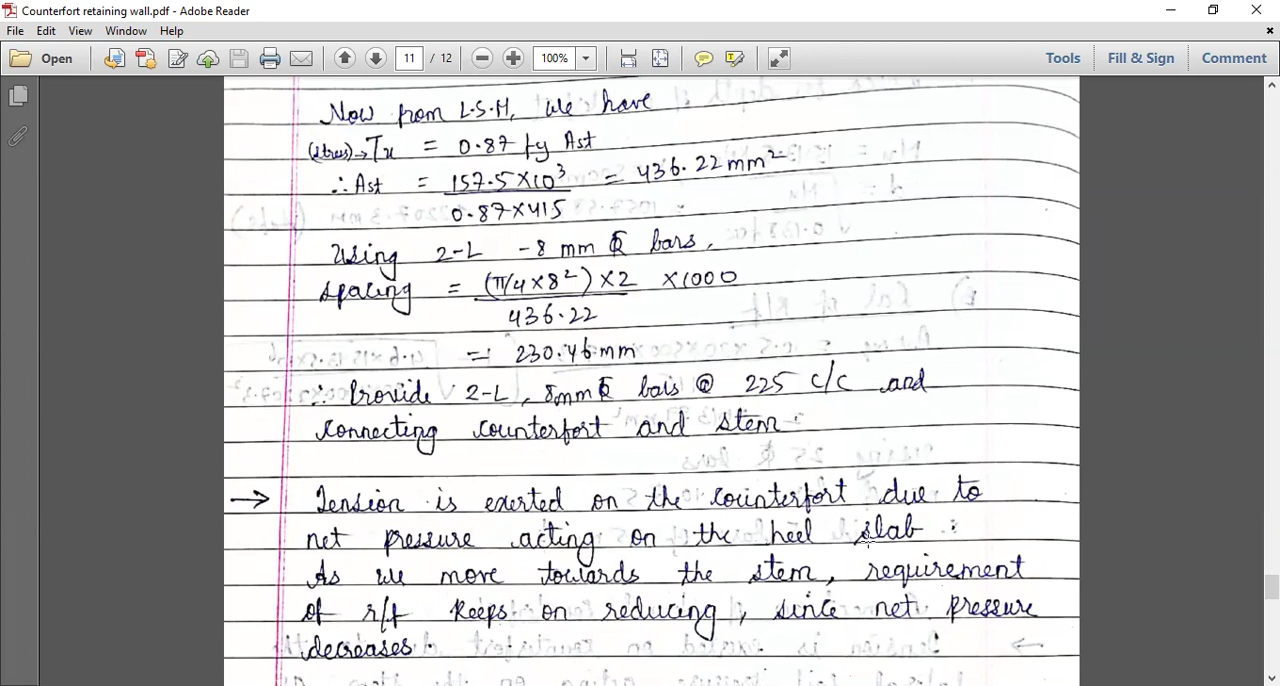 Counterfort retaining wall.pdf - Adobe Reader
File Edit View Window Help
Open 11 / 12 100% Tools Fill & Sign Comment
Now from L.S.M, we have
(stress)→ Tu = 0.87 fy Ast
∴ Ast = 157.5×10³ / 0.87×415 = 436.22 mm²
Using 2-L -8 mm ₵ bars,
spacing = (π/4×8²)×2 / 436.22 ×1000
= 230.46 mm
∴ Provide 2-L, 8mm ₵ bars @ 225 c/c and
connecting counterfort and stem.
→ Tension is exerted on the counterfort due to
net pressure acting on the heel slab.
As we move towards the stem, requirement
of r/f keeps on reducing, since net pressure
decreases.